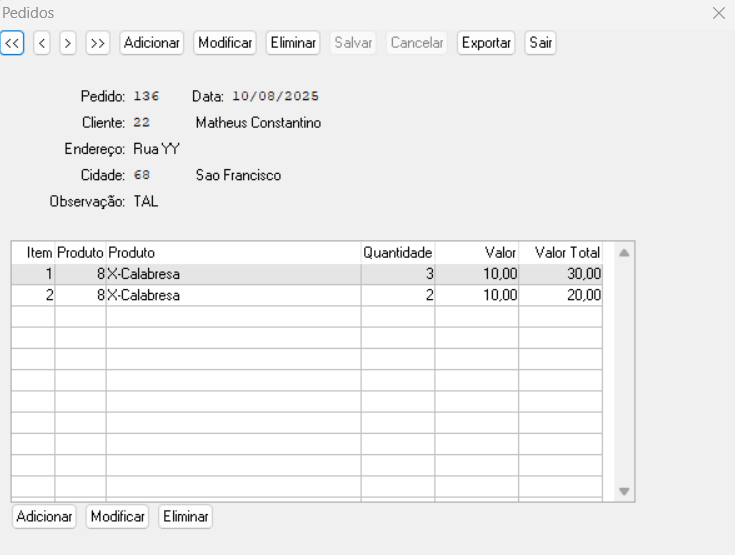 Pedidos
<< < > >> Adicionar Modificar Eliminar Salvar Cancelar Exportar Sair
Pedido: 136 Data: 10/08/2025
Cliente: 22 Matheus Constantino
Endereço: Rua YY
Cidade: 68 Sao Francisco
Observação: TAL
Item Produto Produto Quantidade Valor Valor Total
1 8 X-Calabresa 3 10,00 30,00
2 8 X-Calabresa 2 10,00 20,00
Adicionar Modificar Eliminar